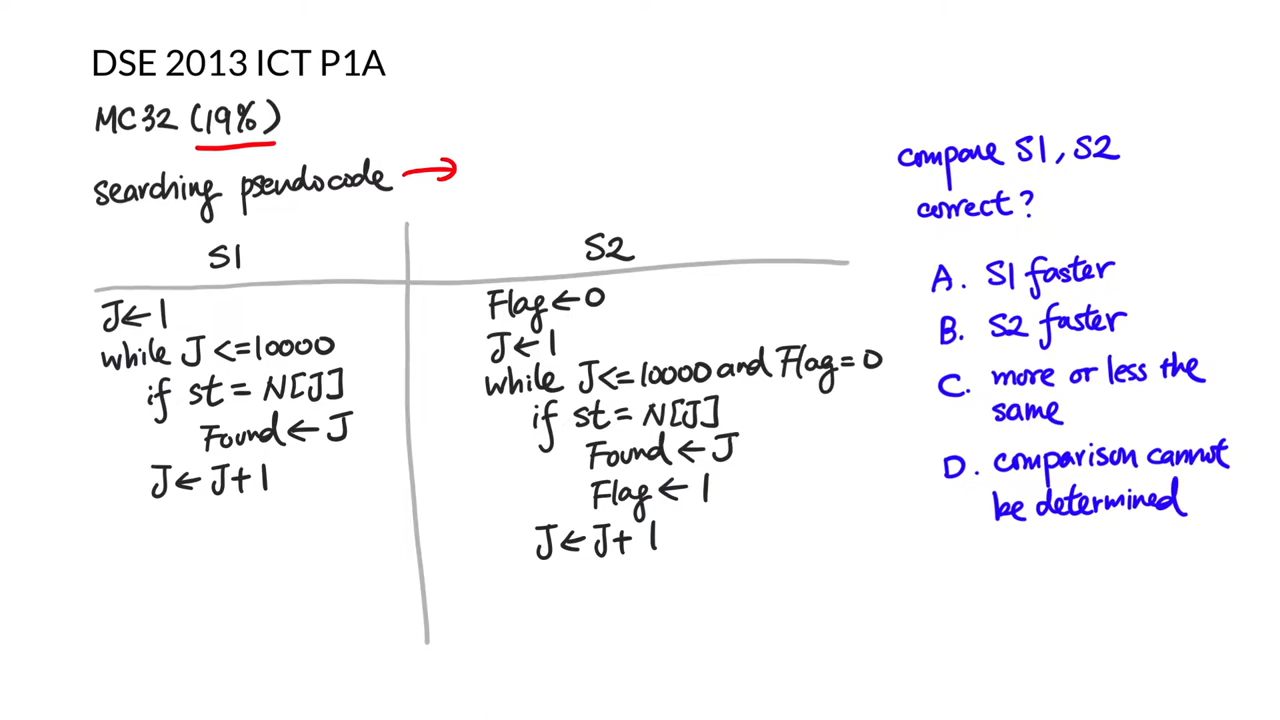 DSE 2013 ICT P1A
MC32 (19%)
searching pseudocode →
S1
J←1
while J <=10000
if st = N[J]
Found ← J
J ← J+1
S2
Flag ← 0
J ← 1
while J<=10000 and Flag=0
if st = N[J]
Found ← J
Flag ← 1
J ← J+1
compare S1, S2
correct?
A. S1 faster
B. S2 faster
C. more or less the
same
D. comparison cannot
be determined